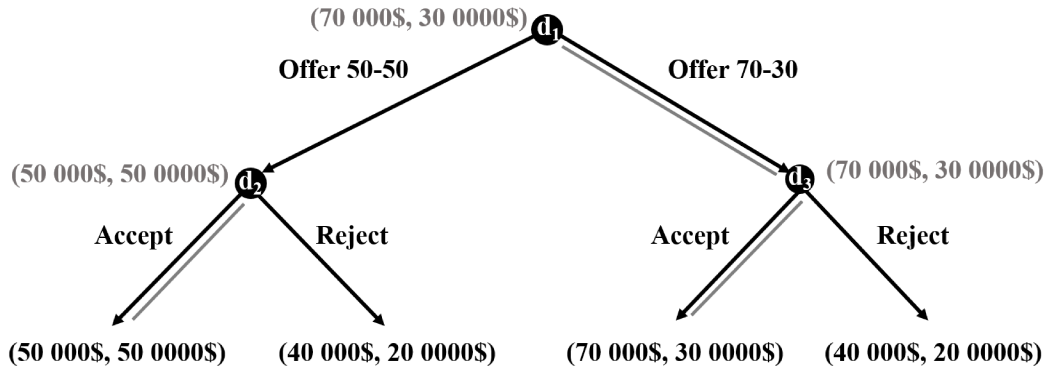 (70 000$, 30 0000$)
d1
Offer 50-50
Offer 70-30
(50 000$, 50 0000$)
d2
d3
(70 000$, 30 0000$)
Accept
Reject
Accept
Reject
(50 000$, 50 0000$)
(40 000$, 20 0000$)
(70 000$, 30 0000$)
(40 000$, 20 0000$)